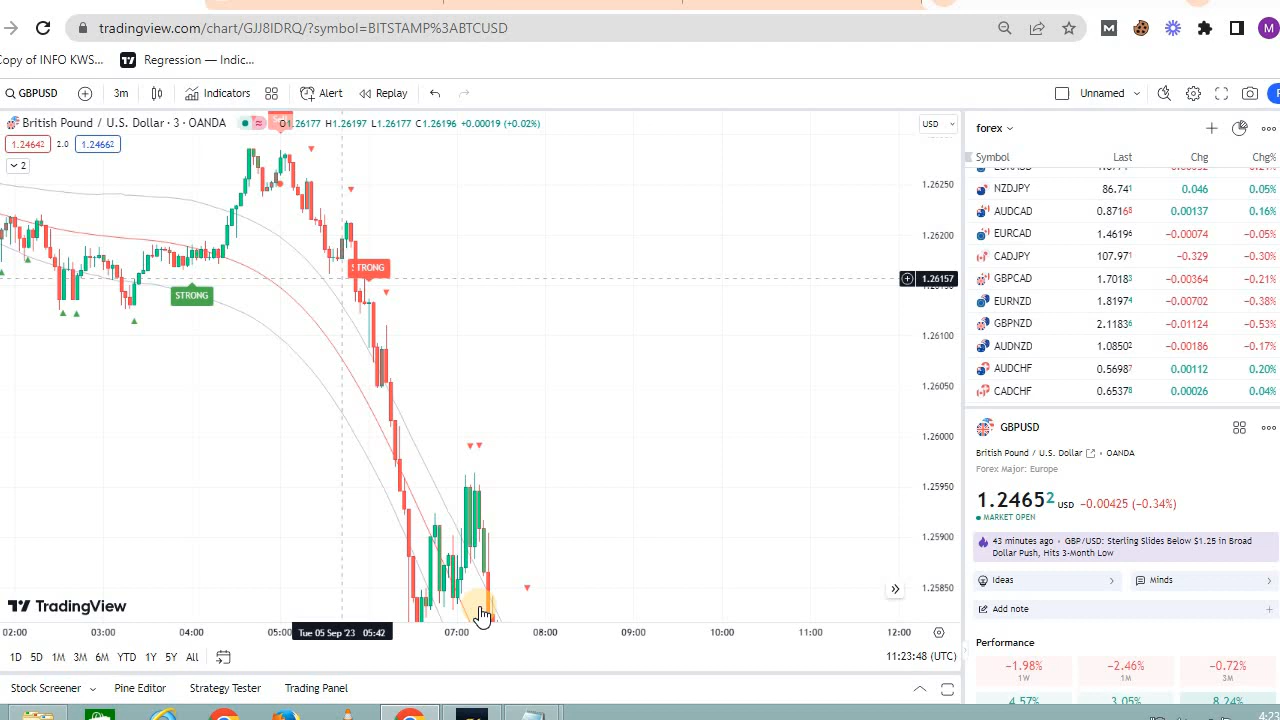 tradingview.com/chart/GJJ8IDRQ/?symbol=BITSTAMP%3ABTCUSD
M
M
Copy of INFO KWS...
Regression — Indic...
GBPUSD
3m
Indicators
Alert
Replay
Unnamed
British Pound / U.S. Dollar · 3 · OANDA
O1.26177 H1.26197 L1.26177 C1.26196 +0.00019 (+0.02%)
USD
1.24642
2.0
1.24662
2
STRONG
STRONG
1.26250
1.26200
1.26157
1.26100
1.26050
1.26000
1.25950
1.25900
1.25850
TradingView
02:00
03:00
04:00
05:00
Tue 05 Sep '23 05:42
07:00
08:00
09:00
10:00
11:00
12:00
1D 5D 1M 3M 6M YTD 1Y 5Y All
11:23:48 (UTC)
Stock Screener
Pine Editor
Strategy Tester
Trading Panel
forex
Symbol Last Chg Chg%
NZDJPY 86.741 0.046 0.05%
AUDCAD 0.87168 0.00137 0.16%
EURCAD 1.46196 −0.00074 −0.05%
CADJPY 107.971 −0.329 −0.30%
GBPCAD 1.70183 −0.00364 −0.21%
EURNZD 1.81974 −0.00702 −0.38%
GBPNZD 2.11836 −0.01124 −0.53%
AUDNZD 1.08502 −0.00186 −0.17%
AUDCHF 0.56987 0.00112 0.20%
CADCHF 0.65378 0.00026 0.04%
GBPUSD
British Pound / U.S. Dollar · OANDA
Forex Major: Europe
1.24652 USD −0.00425 (−0.34%)
MARKET OPEN
43 minutes ago · GBP/USD: Sterling Slides Below $1.25 in Broad
Dollar Push, Hits 3-Month Low
Ideas
Minds
Add note
Performance
−1.98% −2.46% −0.72%
1W 1M 3M
4.57% 3.05% 8.24%